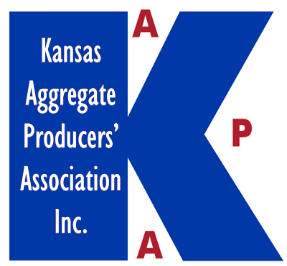 A
Kansas
Aggregate
Producers'
Association
Inc.
P
A